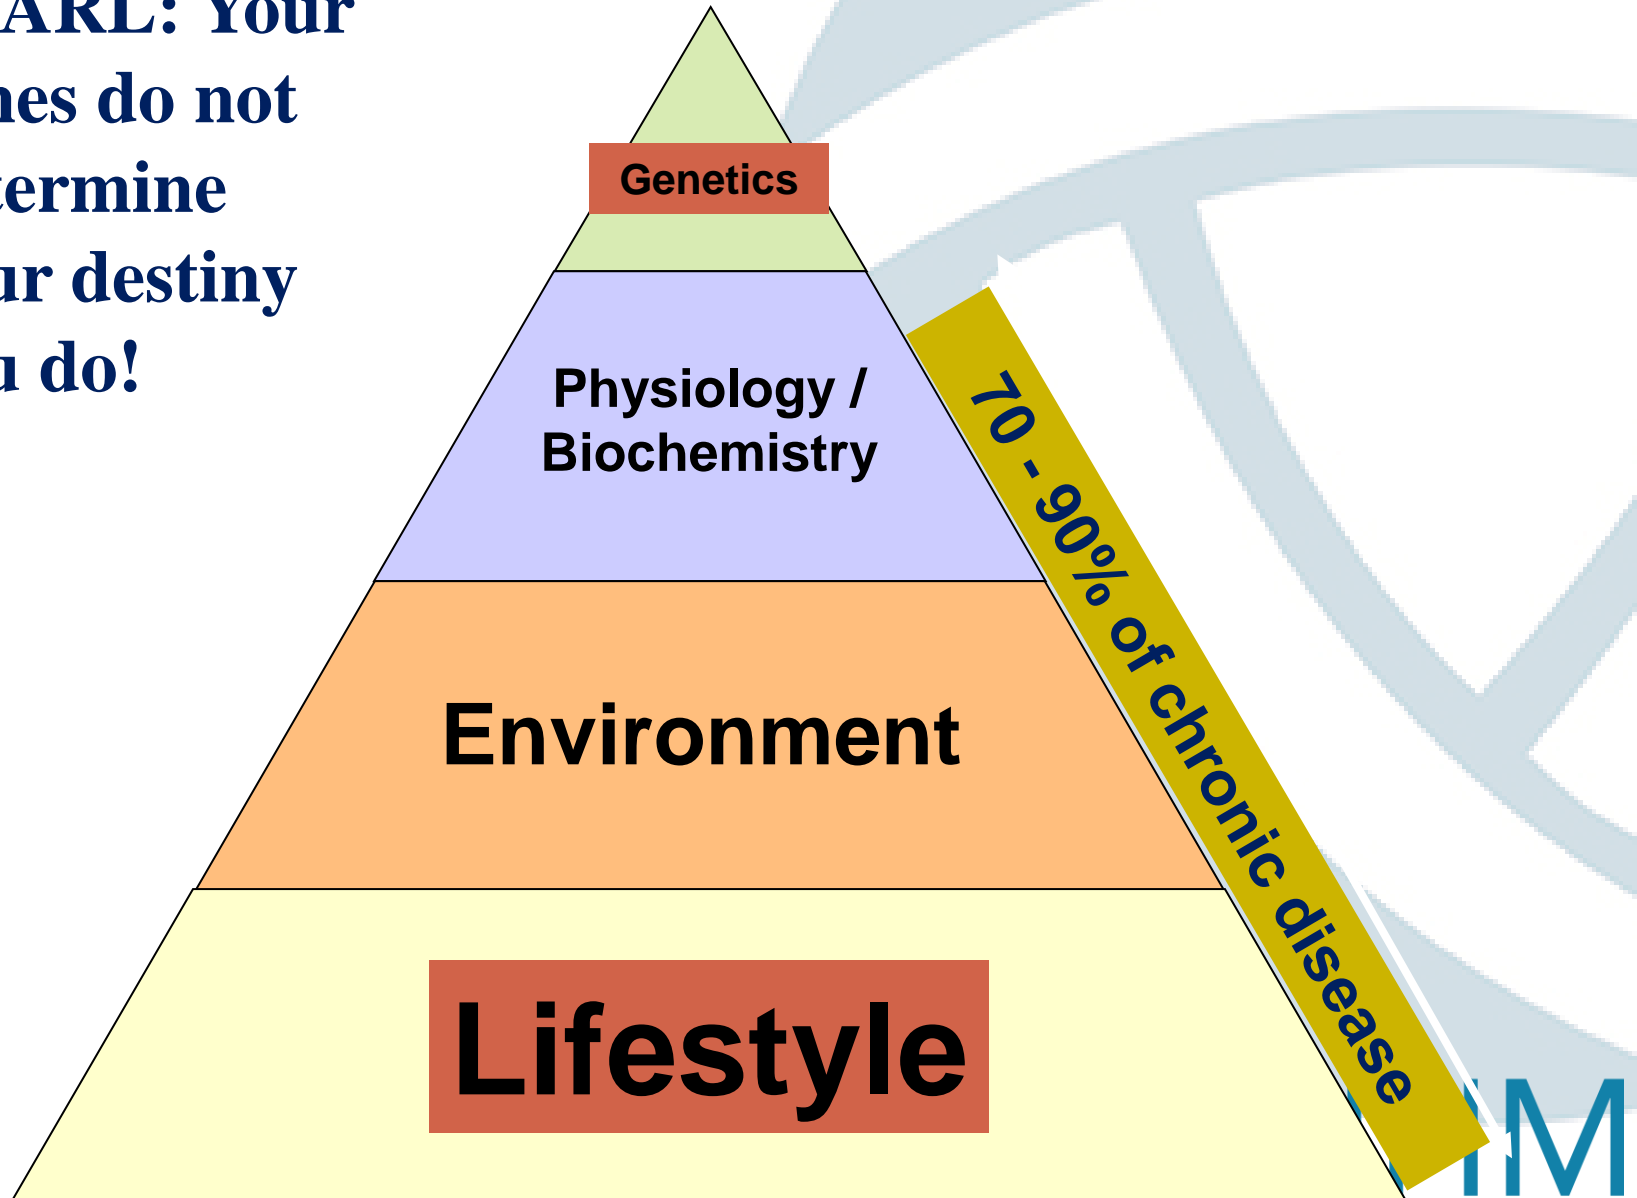 ARL: Your
nes do not
termine
ur destiny
u do!
Genetics
Physiology /
Biochemistry
Environment
Lifestyle
70 - 90% of chronic disease
IM